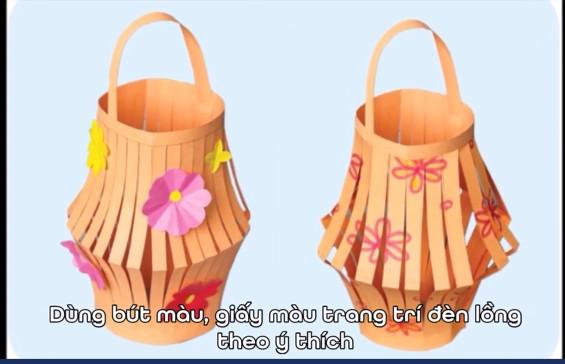 Dùng bút màu, giấy màu trang trí đèn lồng
theo ý thích